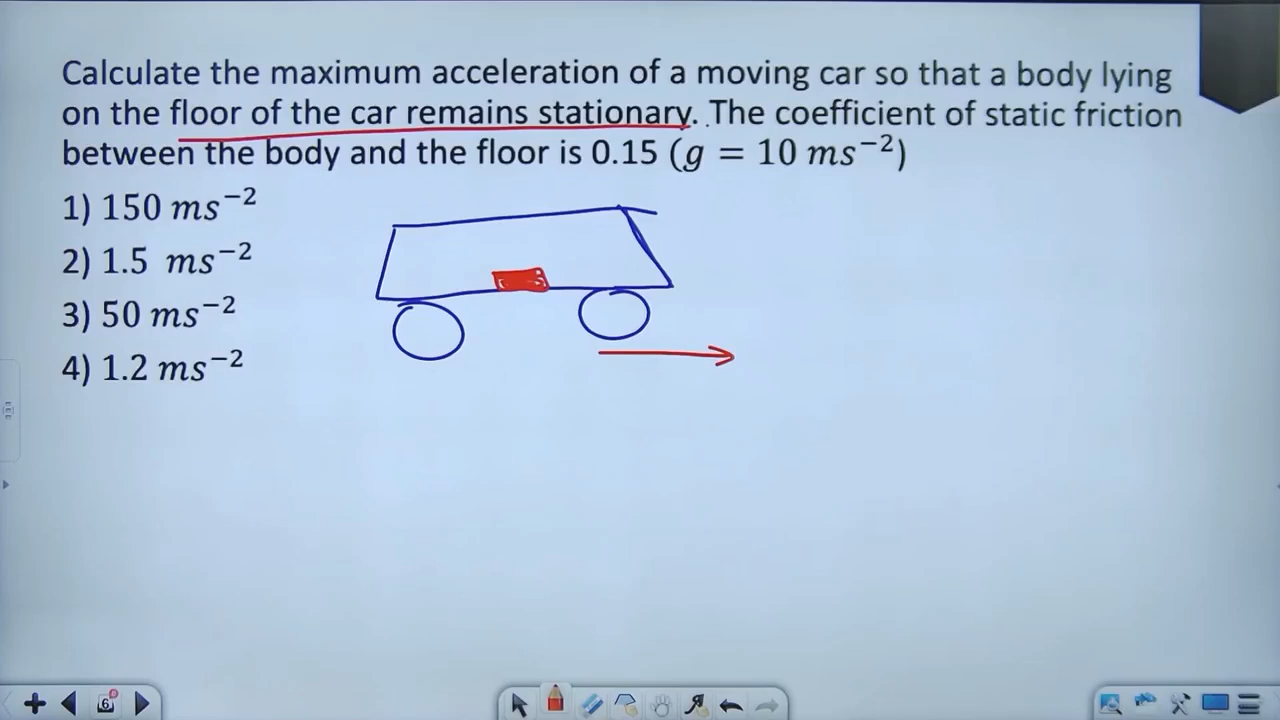 Calculate the maximum acceleration of a moving car so that a body lying
on the floor of the car remains stationary. The coefficient of static friction
between the body and the floor is 0.15 (g = 10 ms⁻²)
1) 150 ms⁻²
2) 1.5 ms⁻²
3) 50 ms⁻²
4) 1.2 ms⁻²
6